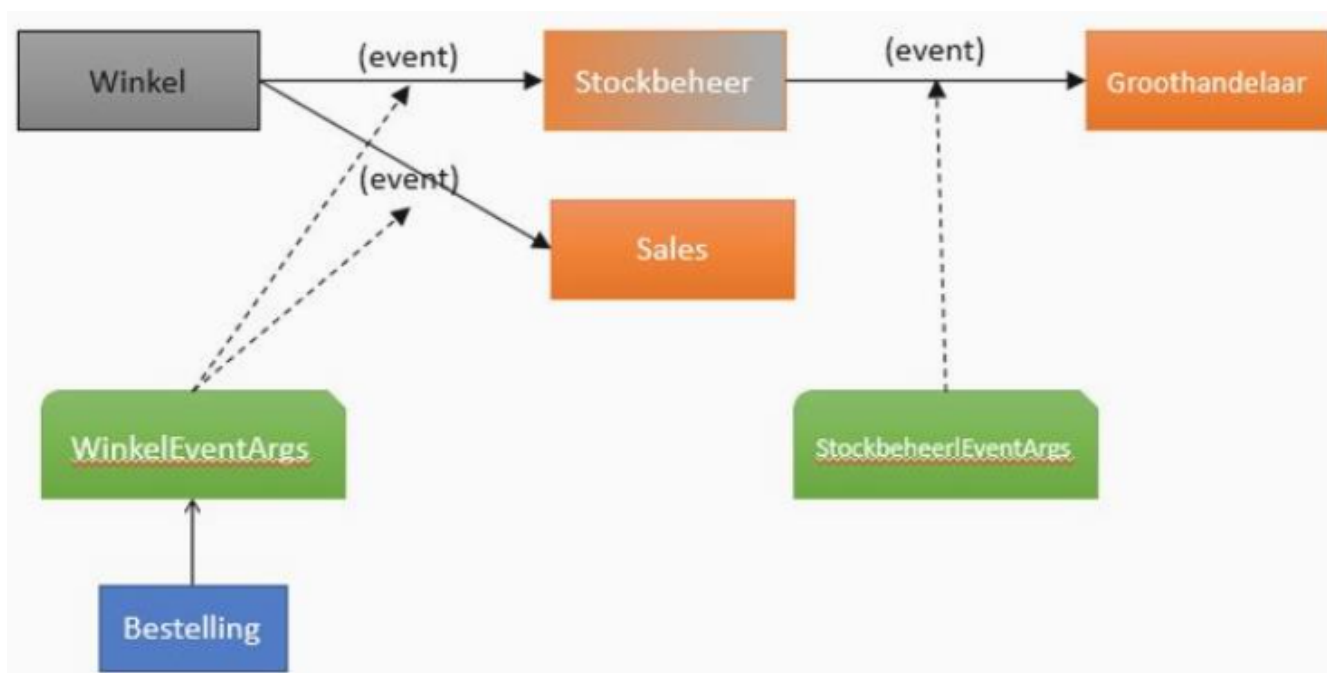 (event)
(event)
Winkel
Stockbeheer
Groothandelaar
(event)
Sales
WinkelEventArgs
StockbeheerlEventArgs
Bestelling